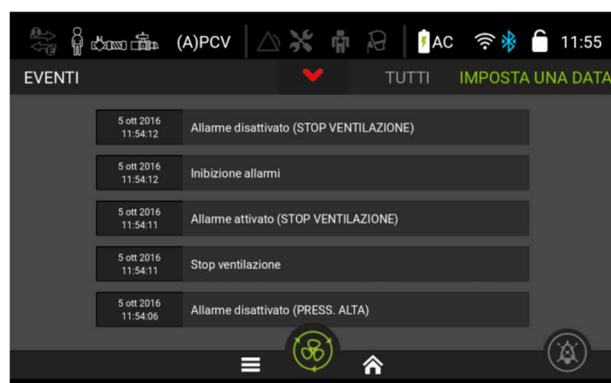 (A)PCV AC 11:55
EVENTI TUTTI IMPOSTA UNA DATA
5 ott 2016
11:54:12
Allarme disattivato (STOP VENTILAZIONE)
5 ott 2016
11:54:12
Inibizione allarmi
5 ott 2016
11:54:11
Allarme attivato (STOP VENTILAZIONE)
5 ott 2016
11:54:11
Stop ventilazione
5 ott 2016
11:54:06
Allarme disattivato (PRESS. ALTA)